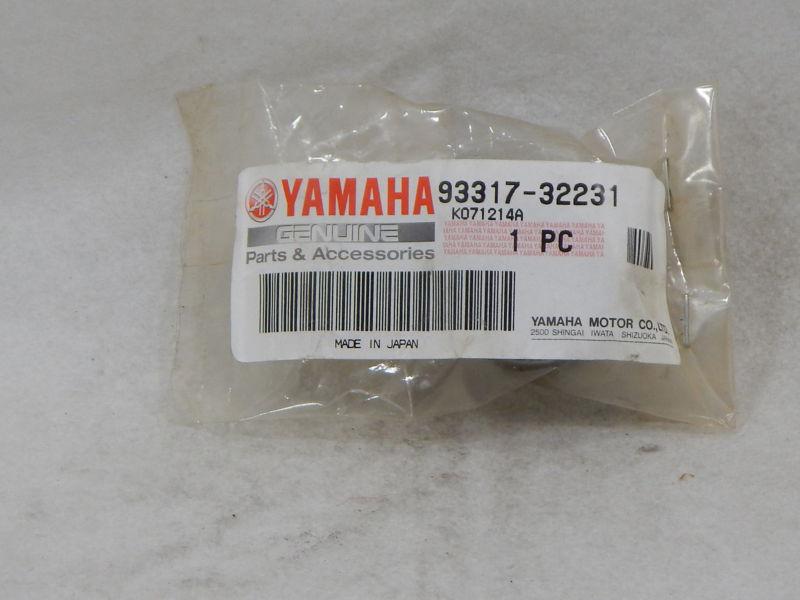 YAMAHA 93317-32231
K071214A
GENUINE
1 PC
Parts & Accessories
YAMAHA MOTOR CO.,LTD.
2500 SHINGAI IWATA SHIZUOKA
MADE IN JAPAN